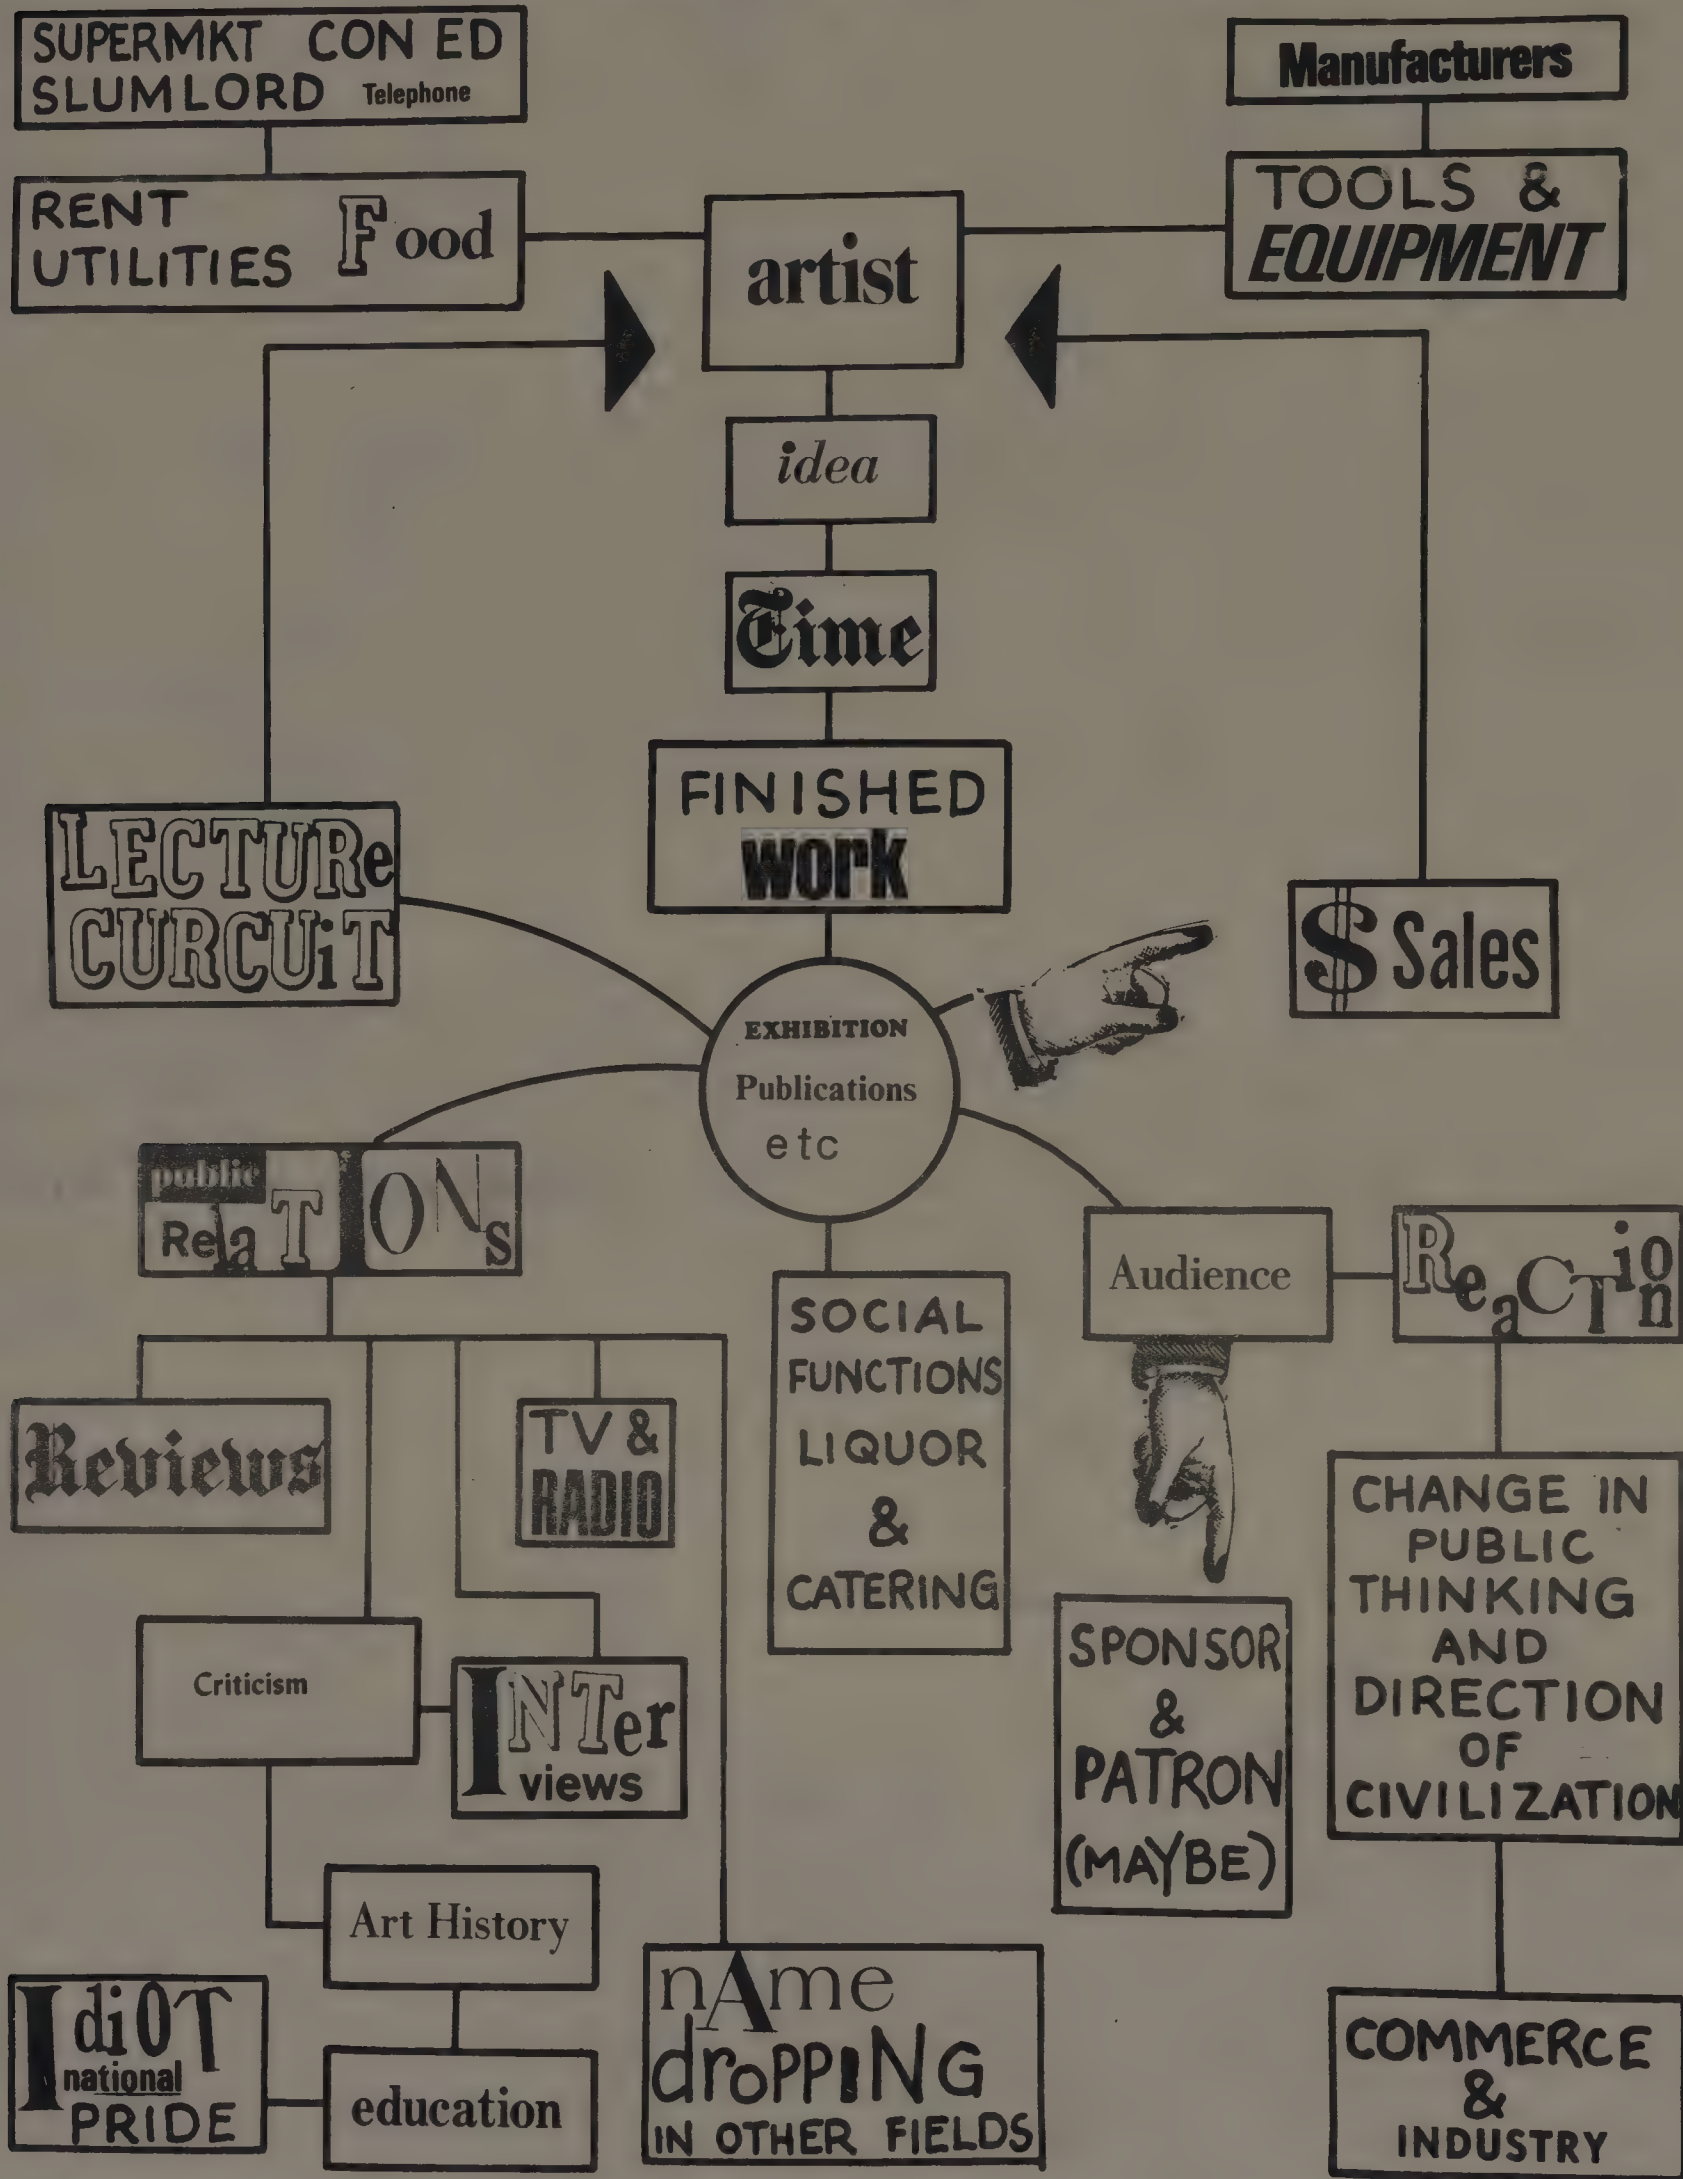 SUPERMKT CON ED
SLUMLORD Telephone
Manufacturers
RENT
UTILITIES Food
artist
TOOLS &
EQUIPMENT
idea
Time
FINISHED
work
LECTURe
CURCUiT
$ Sales
EXHIBITION
Publications
etc
public
RelaTIONs
Audience
ReaCTion
SOCIAL
FUNCTIONS
LIQUOR
&
CATERING
Reviews
TV &
RADIO
CHANGE IN
PUBLIC
THINKING
AND
DIRECTION
OF
CIVILIZATION
Criticism
INTer
views
SPONSOR
&
PATRON
(MAYBE)
Art History
IdiOT
national
PRIDE
education
nAme
droPPING
IN OTHER FIELDS
COMMERCE
&
INDUSTRY